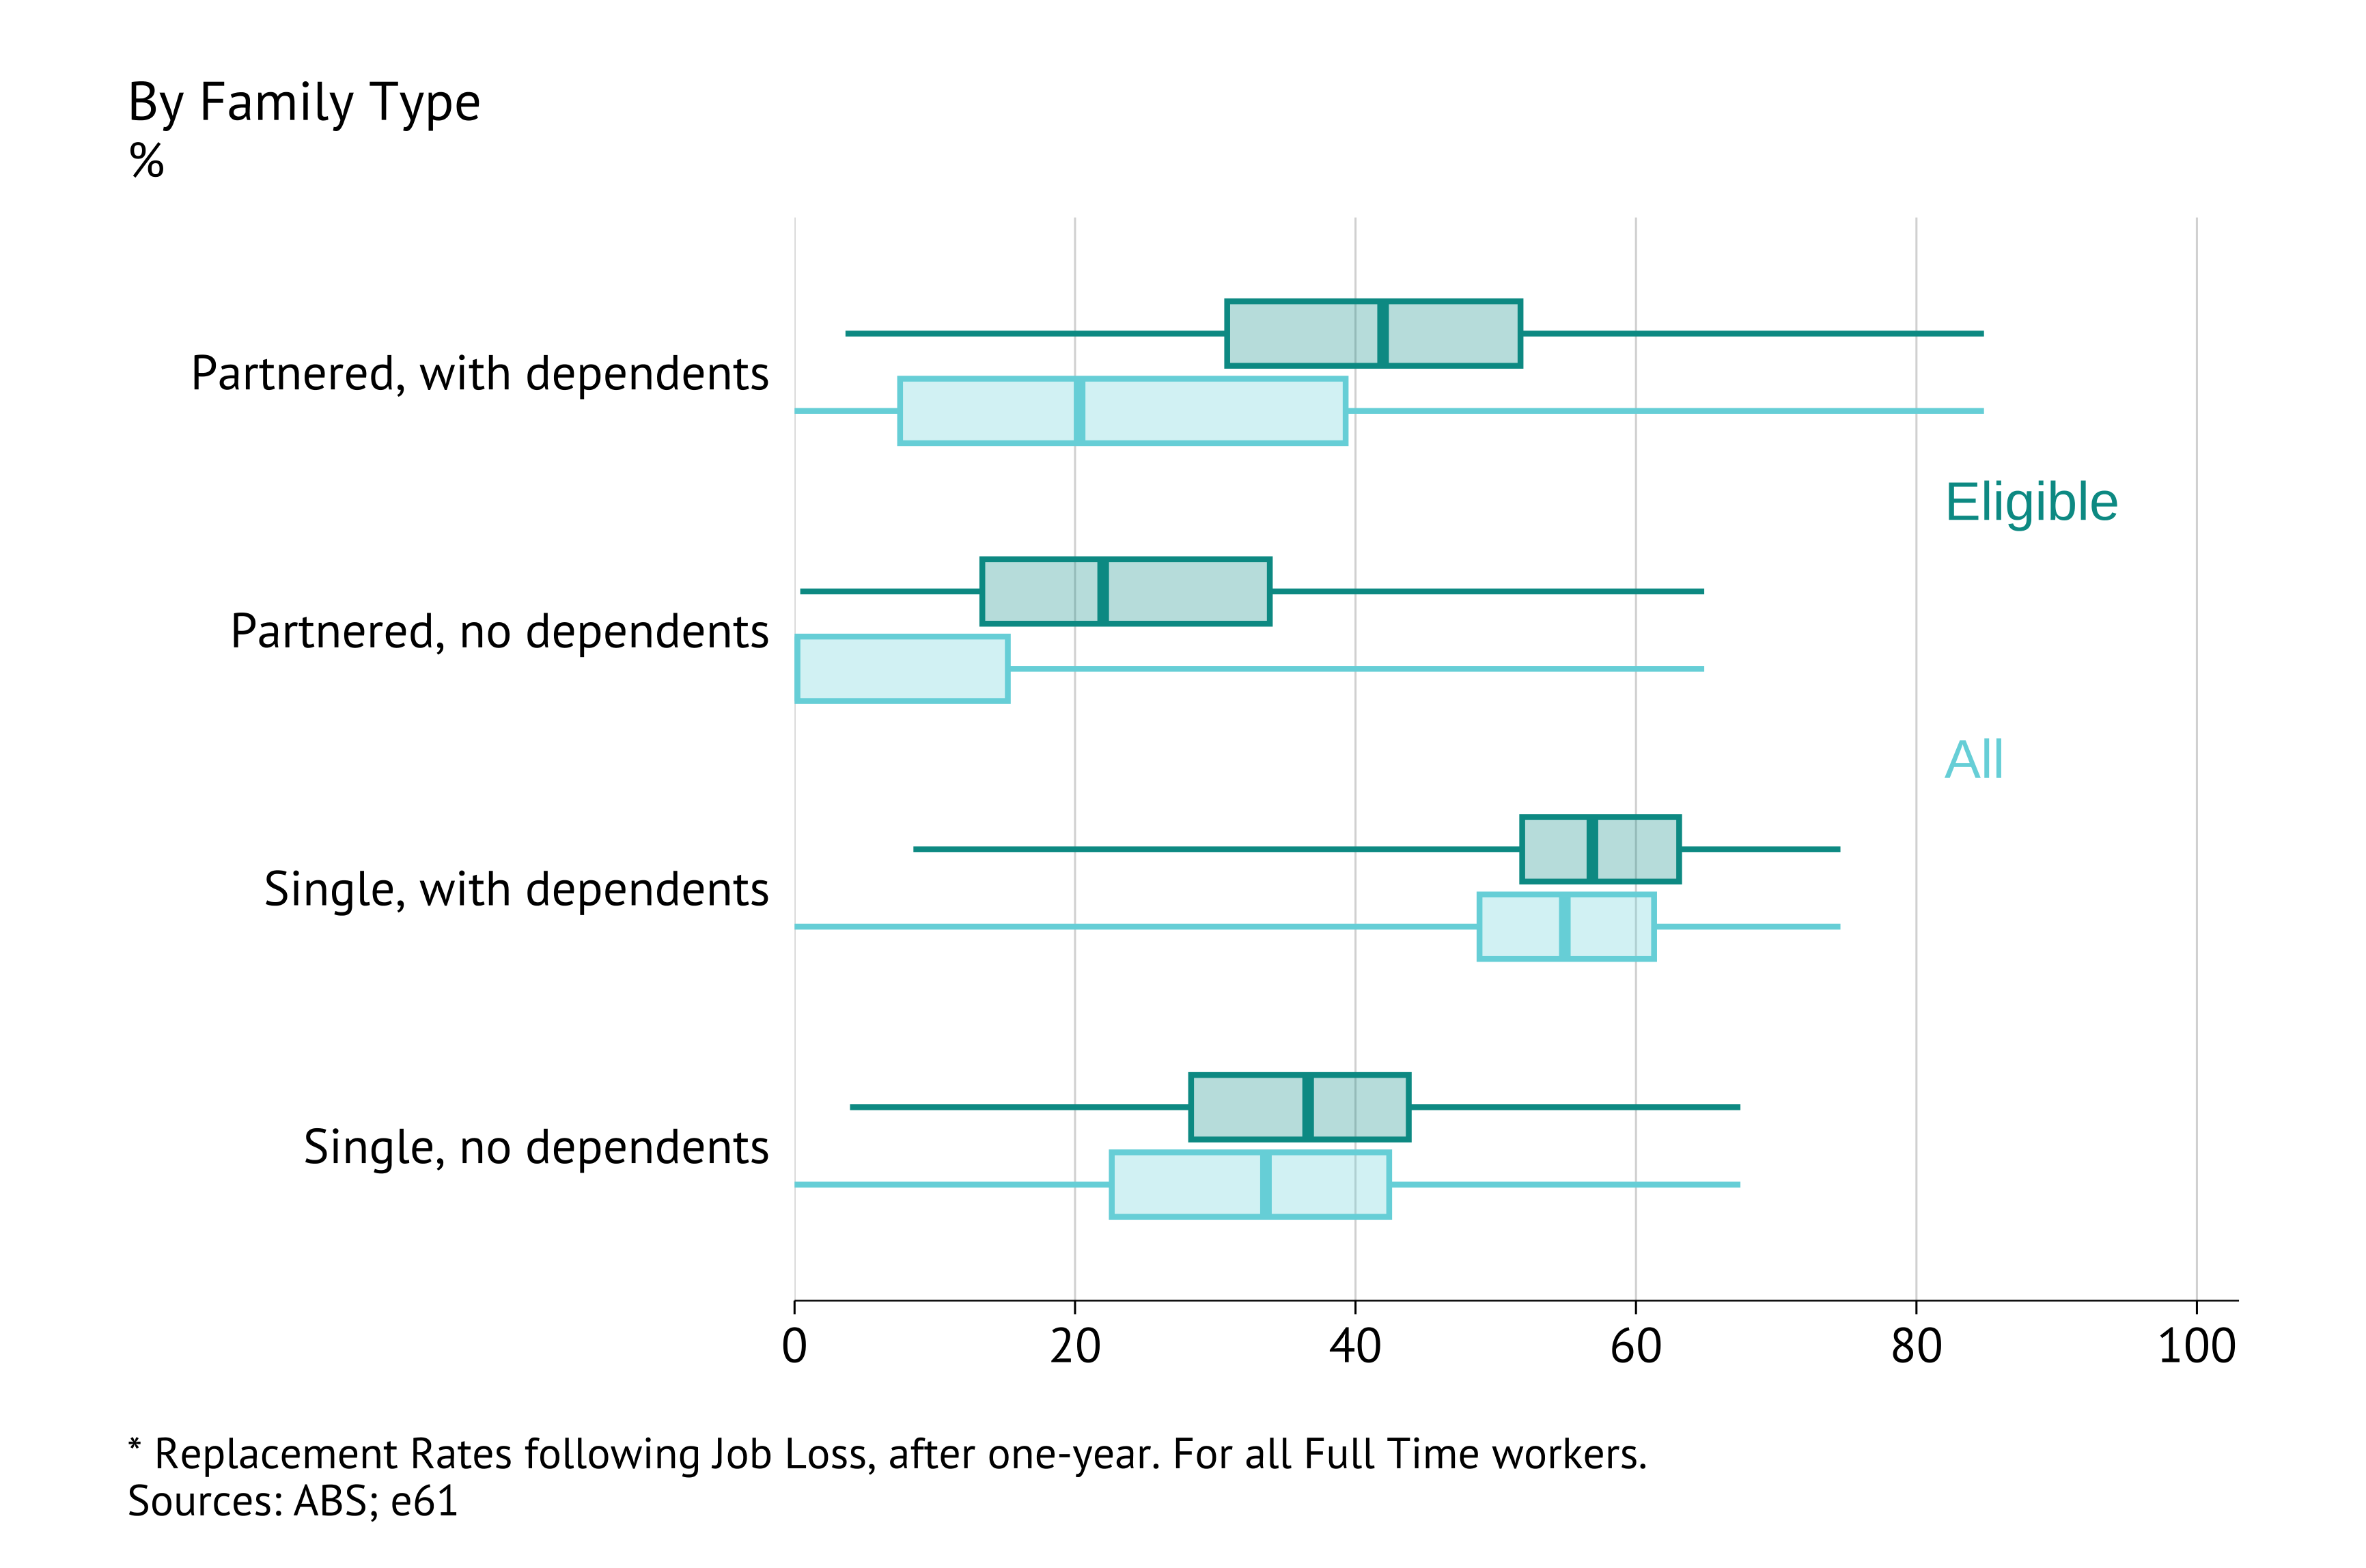 By Family Type
%
Partnered, with dependents
Eligible
Partnered, no dependents
All
Single, with dependents
Single, no dependents
0 20 40 60 80 100
* Replacement Rates following Job Loss, after one-year. For all Full Time workers.
Sources: ABS; e61